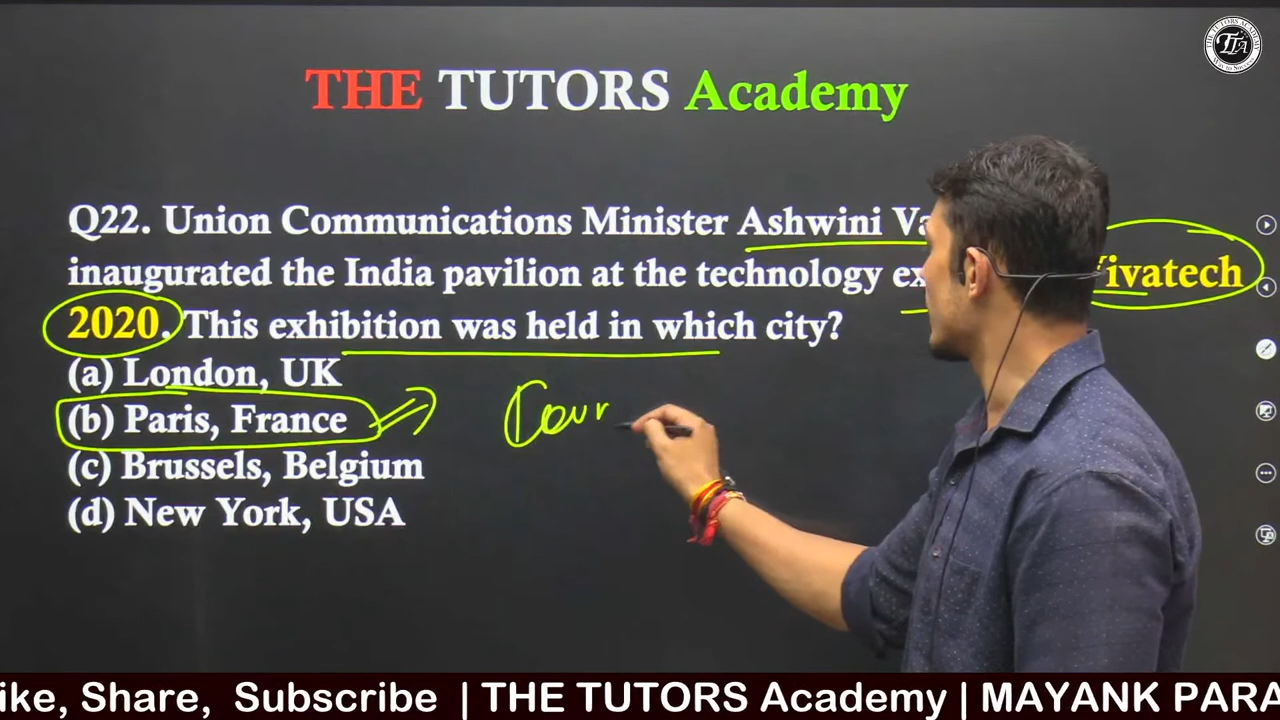 THE TUTORS Academy
Q22. Union Communications Minister Ashwini Va
inaugurated the India pavilion at the technology ex Vivatech
2020. This exhibition was held in which city?
(a) London, UK
(b) Paris, France
(c) Brussels, Belgium
(d) New York, USA
ike, Share, Subscribe | THE TUTORS Academy | MAYANK PARA